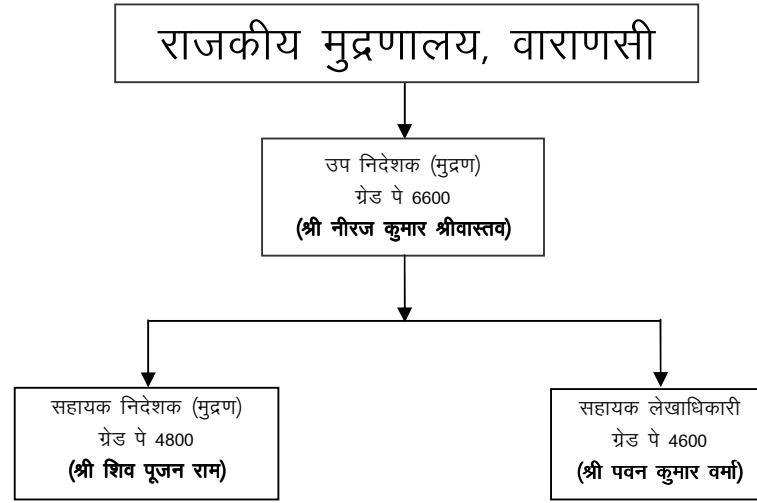 राजकीय मुद्रणालय, वाराणसी
उप निदेशक (मुद्रण)
ग्रेड पे 6600
(श्री नीरज कुमार श्रीवास्तव)
सहायक निदेशक (मुद्रण)
ग्रेड पे 4800
(श्री शिव पूजन राम)
सहायक लेखाधिकारी
ग्रेड पे 4600
(श्री पवन कुमार वर्मा)